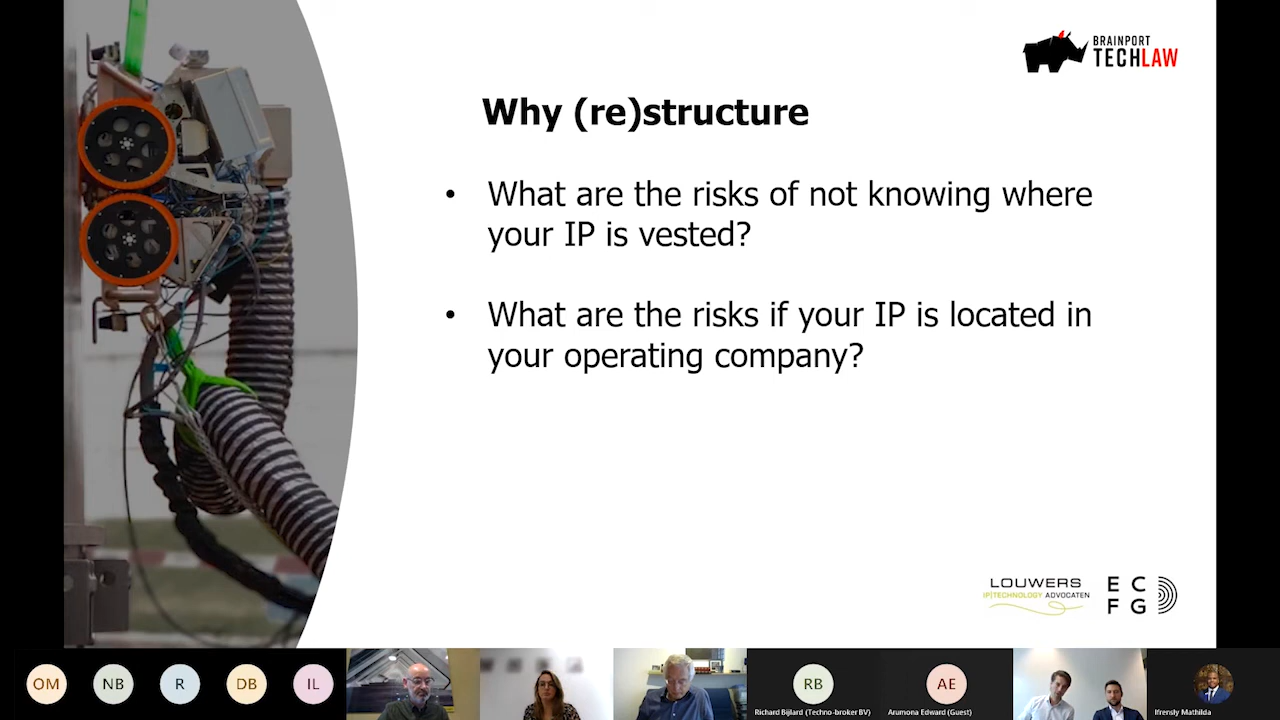 BRAINPORT
TECHLAW
Why (re)structure
• What are the risks of not knowing where
your IP is vested?
• What are the risks if your IP is located in
your operating company?
LOUWERS
IP|TECHNOLOGY ADVOCATEN
E C
F G
OM
NB
R
DB
IL
RB
Richard Bijlard (Techno-broker BV)
AE
Arumona Edward (Guest)
Ifrensly Mathilda